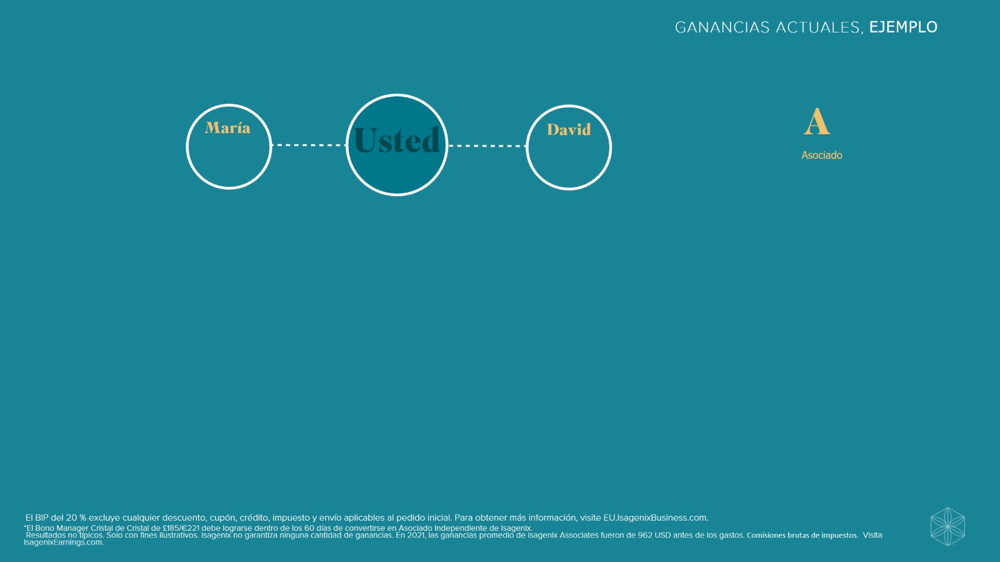 GANANCIAS ACTUALES, EJEMPLO
María
Usted
David
A
Asociado
El BIP del 20 % excluye cualquier descuento, cupón, crédito, impuesto y envío aplicables al pedido inicial. Para obtener más información, visite EU.IsagenixBusiness.com.
*El Bono Manager Cristal de Cristal de £185/€221 debe lograrse dentro de los 60 días de convertirse en Asociado Independiente de Isagenix.
Resultados no típicos. Solo con fines ilustrativos. Isagenix no garantiza ninguna cantidad de ganancias. En 2021, las ganancias promedio de Isagenix Associates fueron de 962 USD antes de los gastos. Comisiones brutas de impuestos. Visita
IsagenixEarnings.com.